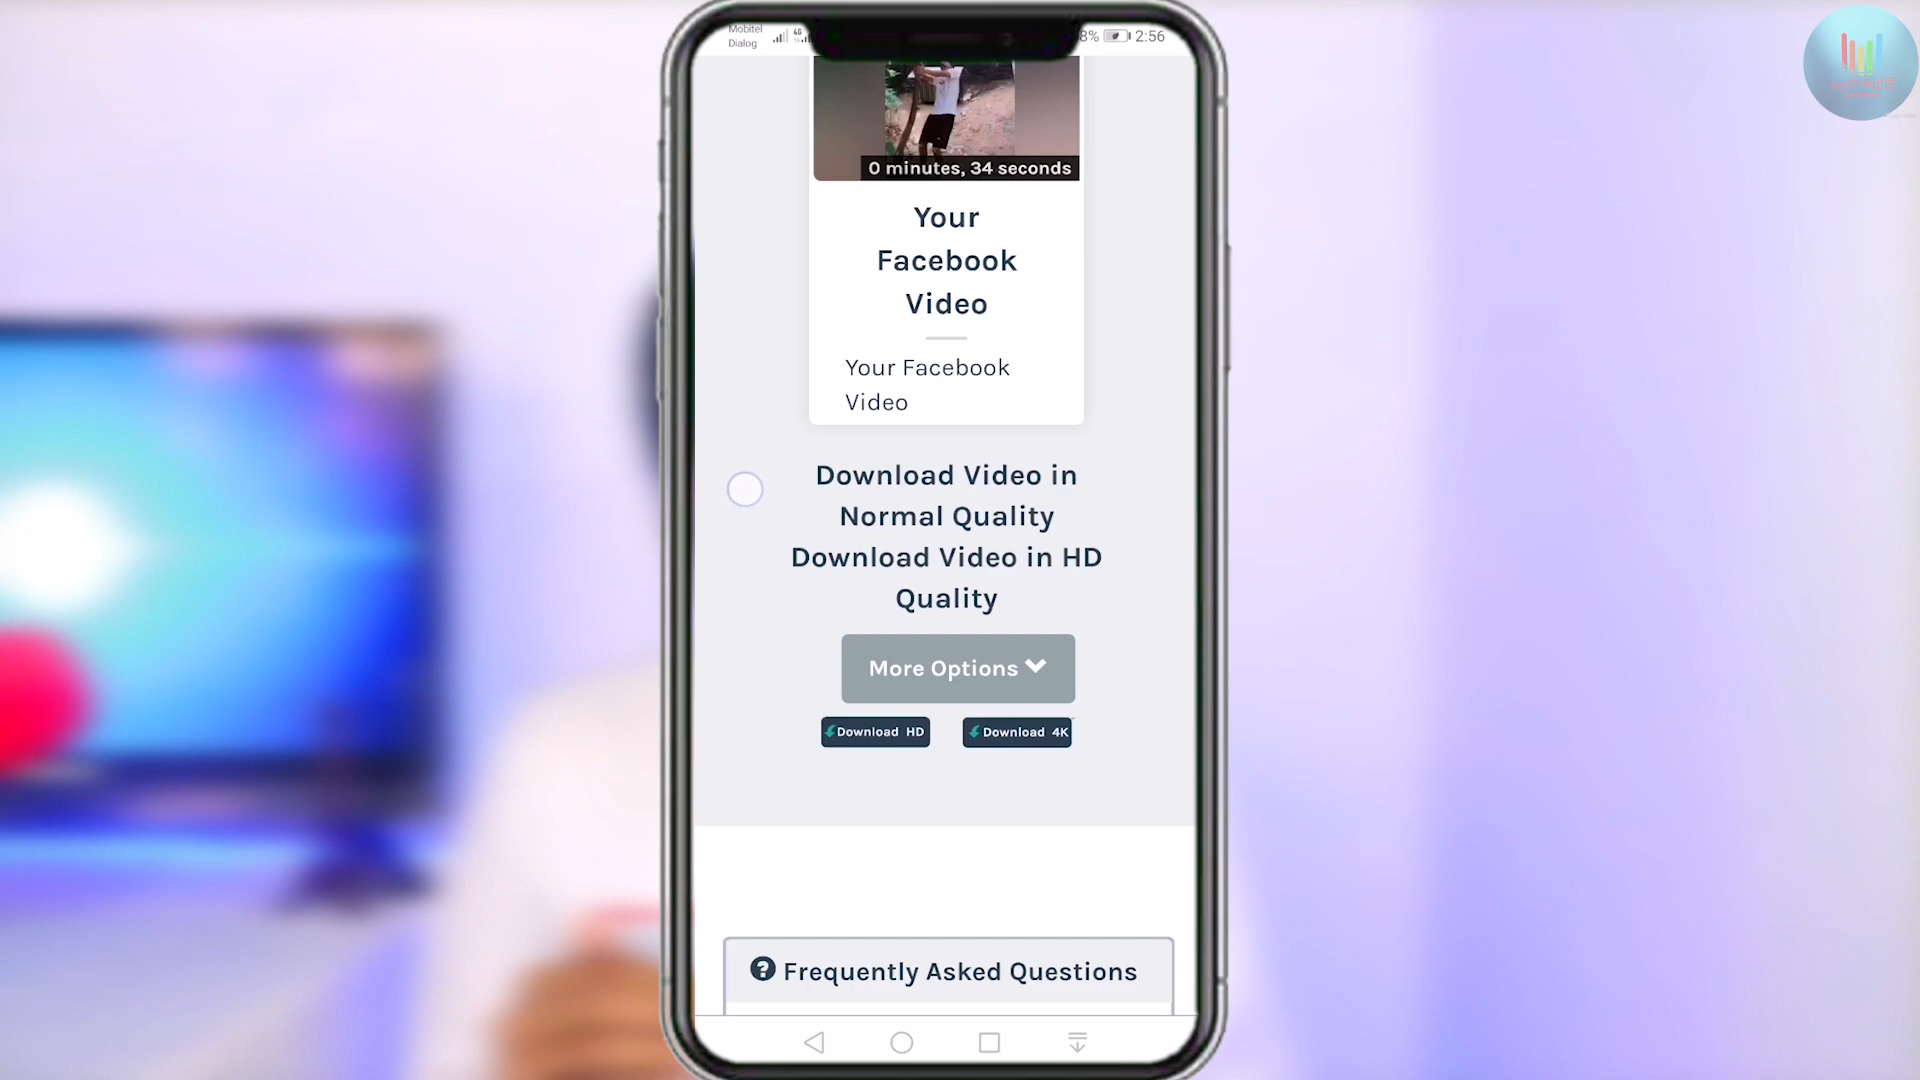 Mobitel
Dialog
4G
8% 2:56
0 minutes, 34 seconds
Your
Facebook
Video
Your Facebook
Video
Download Video in
Normal Quality
Download Video in HD
Quality
More Options
Download HD
Download 4K
Frequently Asked Questions